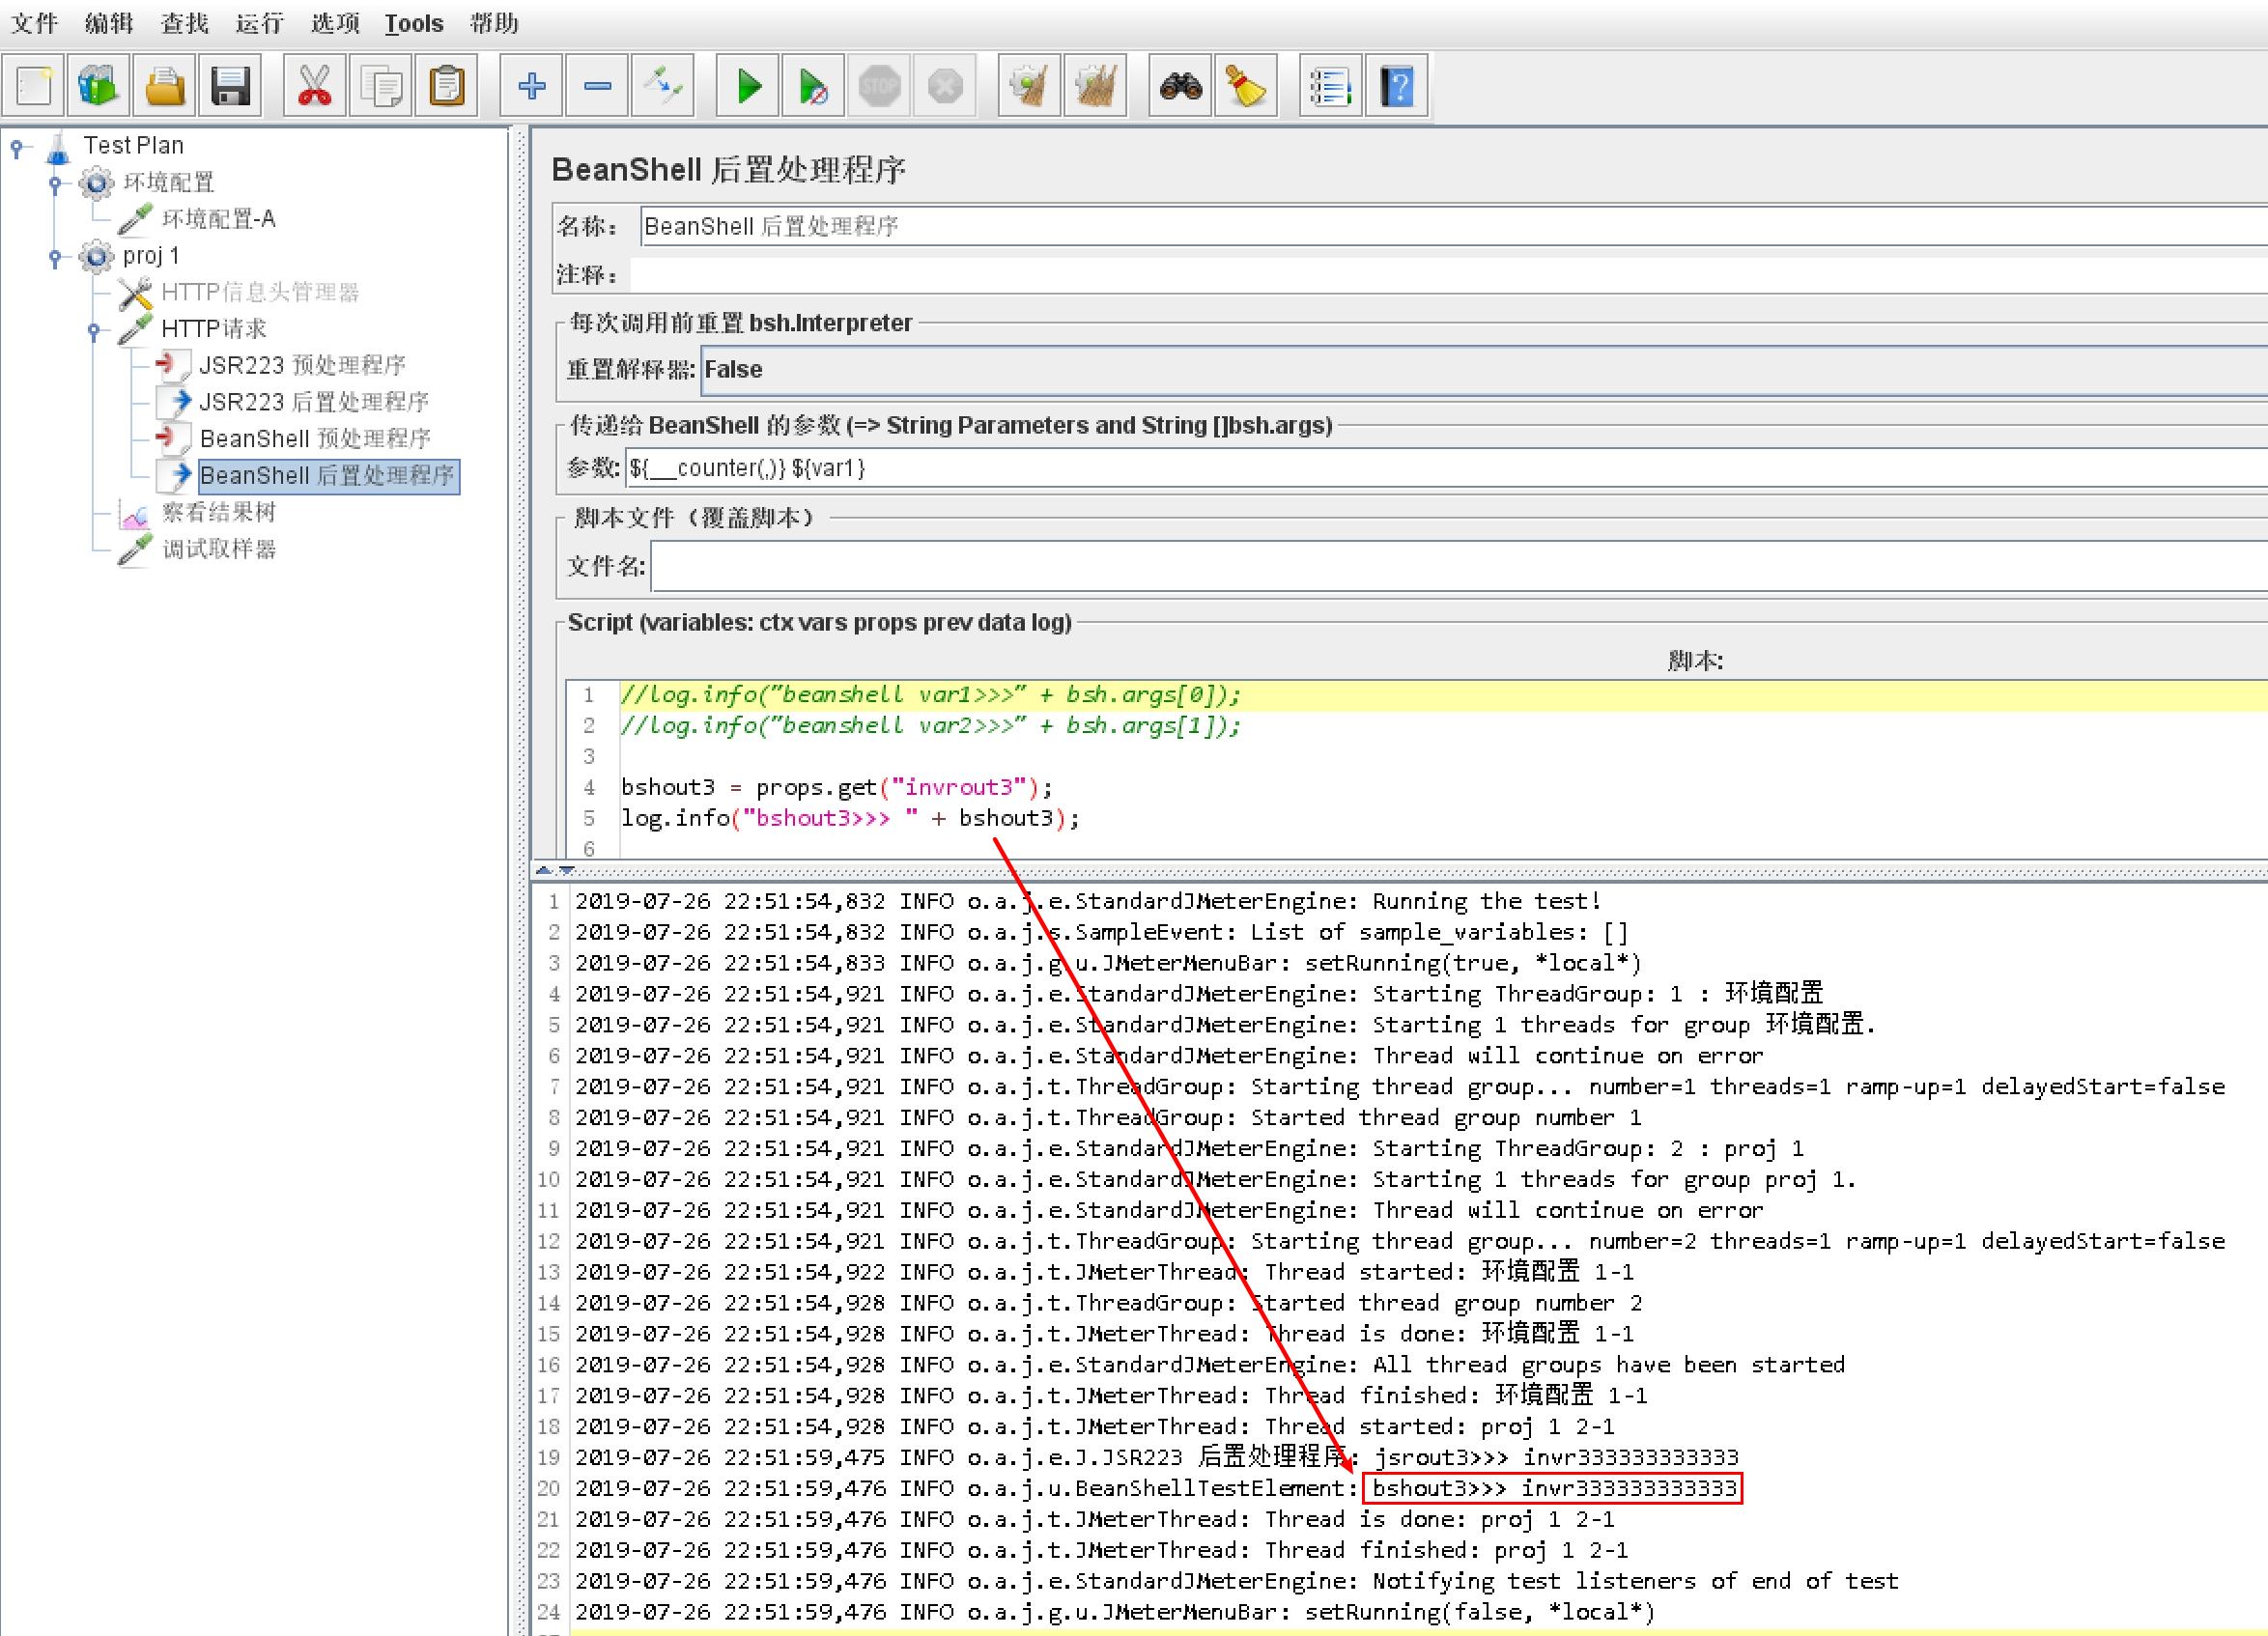 文件 编辑 查找 运行 选项 Tools 帮助
STOP
Test Plan
环境配置
环境配置-A
proj 1
HTTP信息头管理器
HTTP请求
JSR223 预处理程序
JSR223 后置处理程序
BeanShell 预处理程序
BeanShell 后置处理程序
察看结果树
调试取样器
BeanShell 后置处理程序
名称： BeanShell 后置处理程序
注释：
每次调用前重置 bsh.Interpreter
重置解释器: False
传递给 BeanShell 的参数 (=> String Parameters and String []bsh.args)
参数: ${__counter(,)} ${var1}
脚本文件（覆盖脚本）
文件名:
Script (variables: ctx vars props prev data log)
脚本:
1 //log.info("beanshell var1>>>" + bsh.args[0]);
2 //log.info("beanshell var2>>>" + bsh.args[1]);
3
4 bshout3 = props.get("invrout3");
5 log.info("bshout3>>> " + bshout3);
6
1 2019-07-26 22:51:54,832 INFO o.a.j.e.StandardJMeterEngine: Running the test!
2 2019-07-26 22:51:54,832 INFO o.a.j.s.SampleEvent: List of sample_variables: []
3 2019-07-26 22:51:54,833 INFO o.a.j.g.u.JMeterMenuBar: setRunning(true, *local*)
4 2019-07-26 22:51:54,921 INFO o.a.j.e.StandardJMeterEngine: Starting ThreadGroup: 1 : 环境配置
5 2019-07-26 22:51:54,921 INFO o.a.j.e.StandardJMeterEngine: Starting 1 threads for group 环境配置.
6 2019-07-26 22:51:54,921 INFO o.a.j.e.StandardJMeterEngine: Thread will continue on error
7 2019-07-26 22:51:54,921 INFO o.a.j.t.ThreadGroup: Starting thread group... number=1 threads=1 ramp-up=1 delayedStart=false
8 2019-07-26 22:51:54,921 INFO o.a.j.t.ThreadGroup: Started thread group number 1
9 2019-07-26 22:51:54,921 INFO o.a.j.e.StandardJMeterEngine: Starting ThreadGroup: 2 : proj 1
10 2019-07-26 22:51:54,921 INFO o.a.j.e.StandardJMeterEngine: Starting 1 threads for group proj 1.
11 2019-07-26 22:51:54,921 INFO o.a.j.e.StandardJMeterEngine: Thread will continue on error
12 2019-07-26 22:51:54,921 INFO o.a.j.t.ThreadGroup: Starting thread group... number=2 threads=1 ramp-up=1 delayedStart=false
13 2019-07-26 22:51:54,922 INFO o.a.j.t.JMeterThread: Thread started: 环境配置 1-1
14 2019-07-26 22:51:54,928 INFO o.a.j.t.ThreadGroup: Started thread group number 2
15 2019-07-26 22:51:54,928 INFO o.a.j.t.JMeterThread: Thread is done: 环境配置 1-1
16 2019-07-26 22:51:54,928 INFO o.a.j.e.StandardJMeterEngine: All thread groups have been started
17 2019-07-26 22:51:54,928 INFO o.a.j.t.JMeterThread: Thread finished: 环境配置 1-1
18 2019-07-26 22:51:54,928 INFO o.a.j.t.JMeterThread: Thread started: proj 1 2-1
19 2019-07-26 22:51:59,475 INFO o.a.j.e.J.JSR223 后置处理程序: jsrout3>>> invr333333333333
20 2019-07-26 22:51:59,476 INFO o.a.j.u.BeanShellTestElement: bshout3>>> invr333333333333
21 2019-07-26 22:51:59,476 INFO o.a.j.t.JMeterThread: Thread is done: proj 1 2-1
22 2019-07-26 22:51:59,476 INFO o.a.j.t.JMeterThread: Thread finished: proj 1 2-1
23 2019-07-26 22:51:59,476 INFO o.a.j.e.StandardJMeterEngine: Notifying test listeners of end of test
24 2019-07-26 22:51:59,476 INFO o.a.j.g.u.JMeterMenuBar: setRunning(false, *local*)